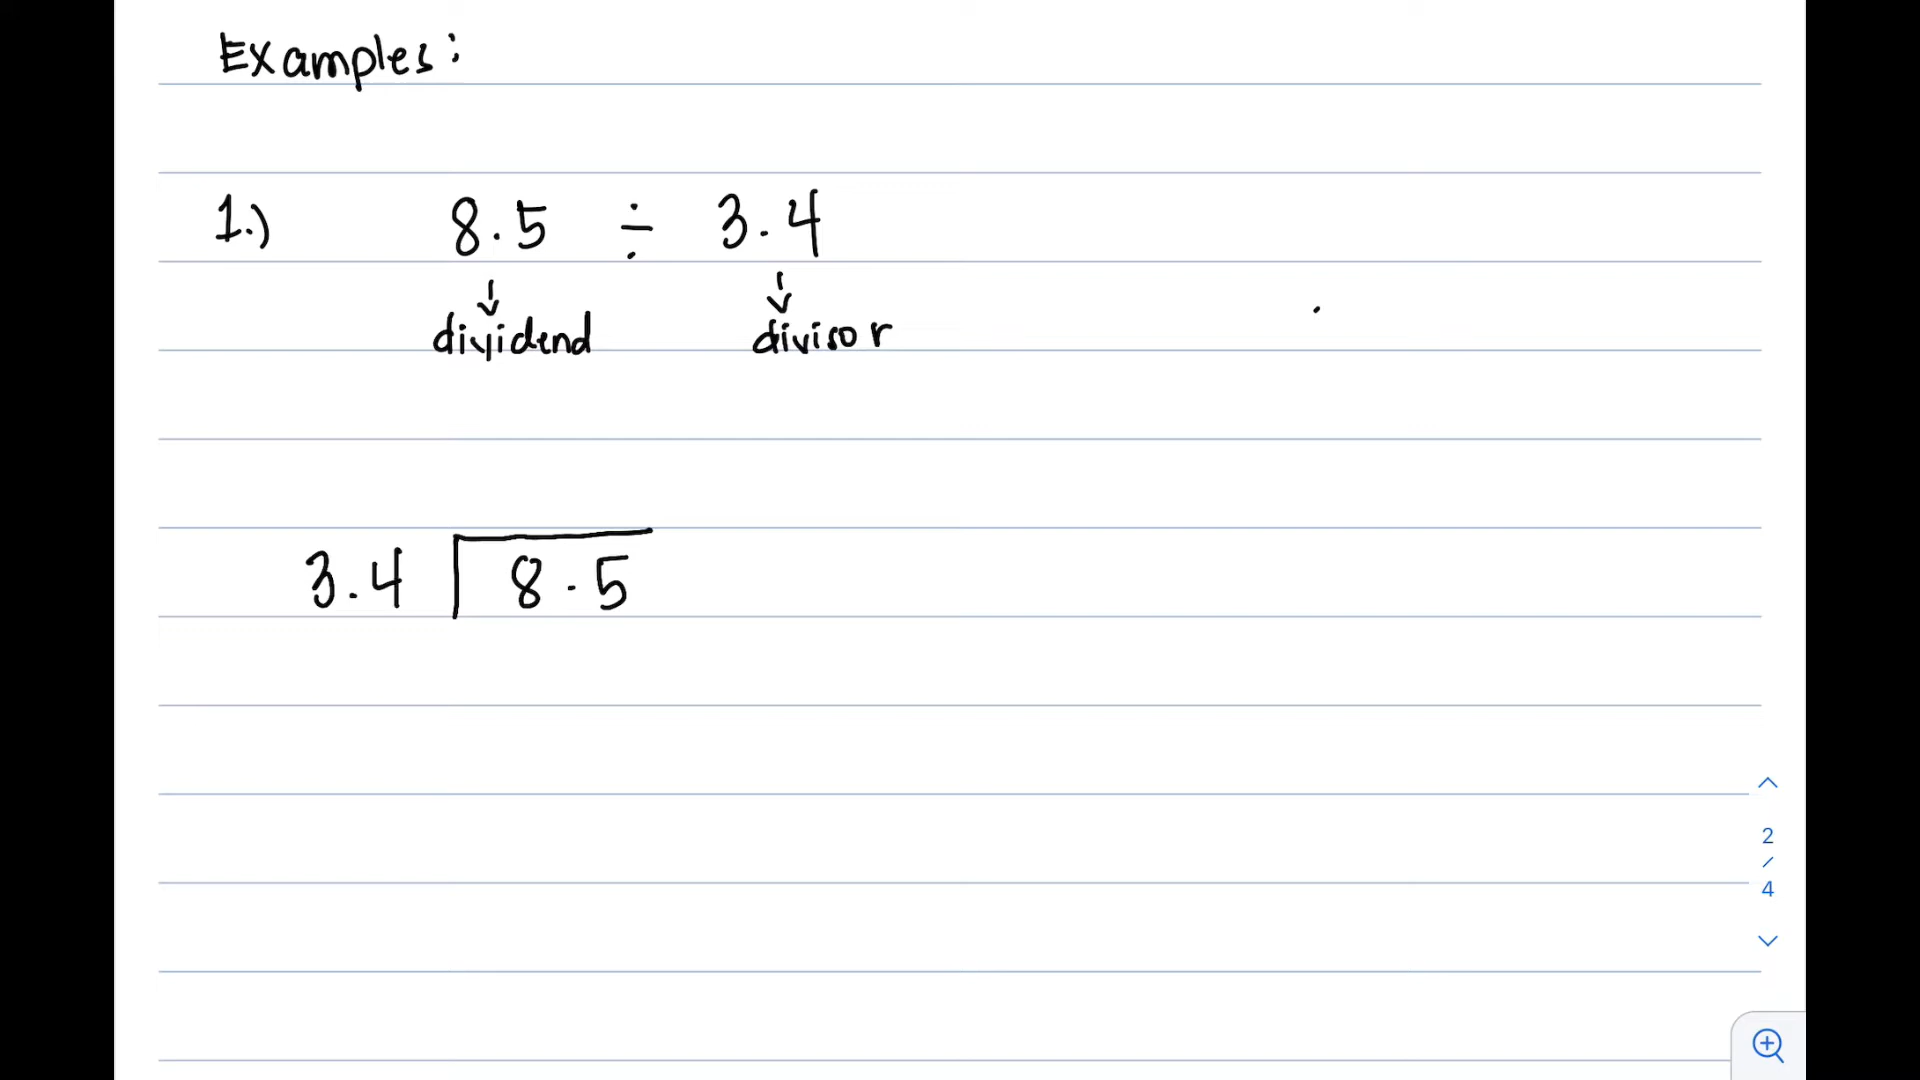 Examples:
1.) 8.5 ÷ 3.4
dividend divisor
3.4 8.5
2
/
4